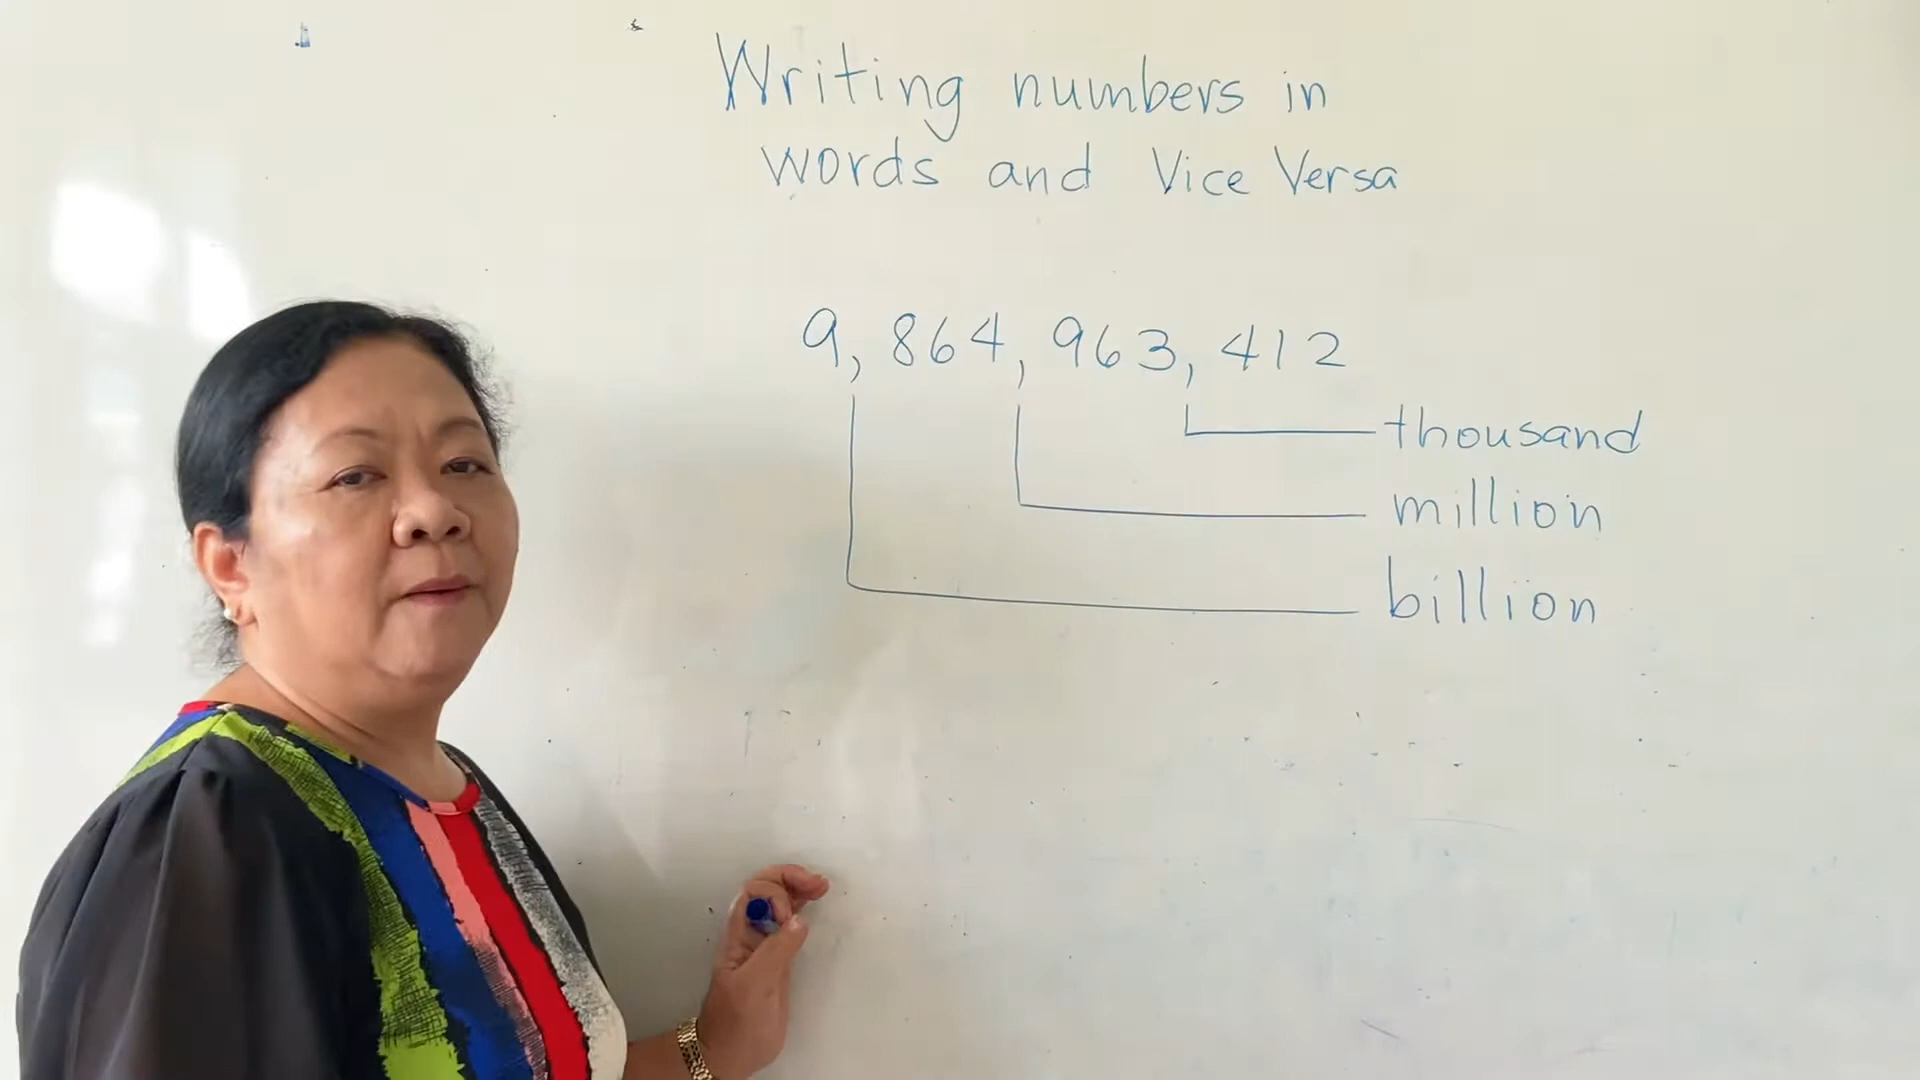 Writing numbers in
words and Vice Versa
9, 864, 963, 412
thousand
million
billion